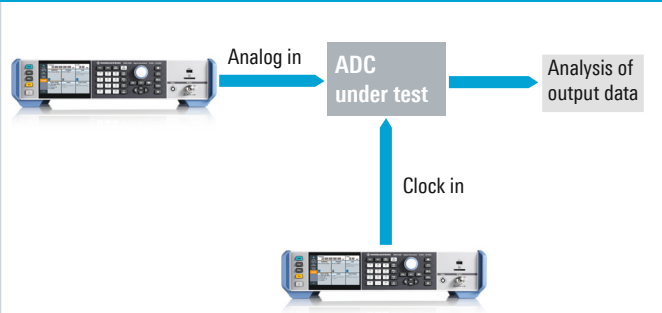 Analog in
ADC
under test
Analysis of
output data
Clock in